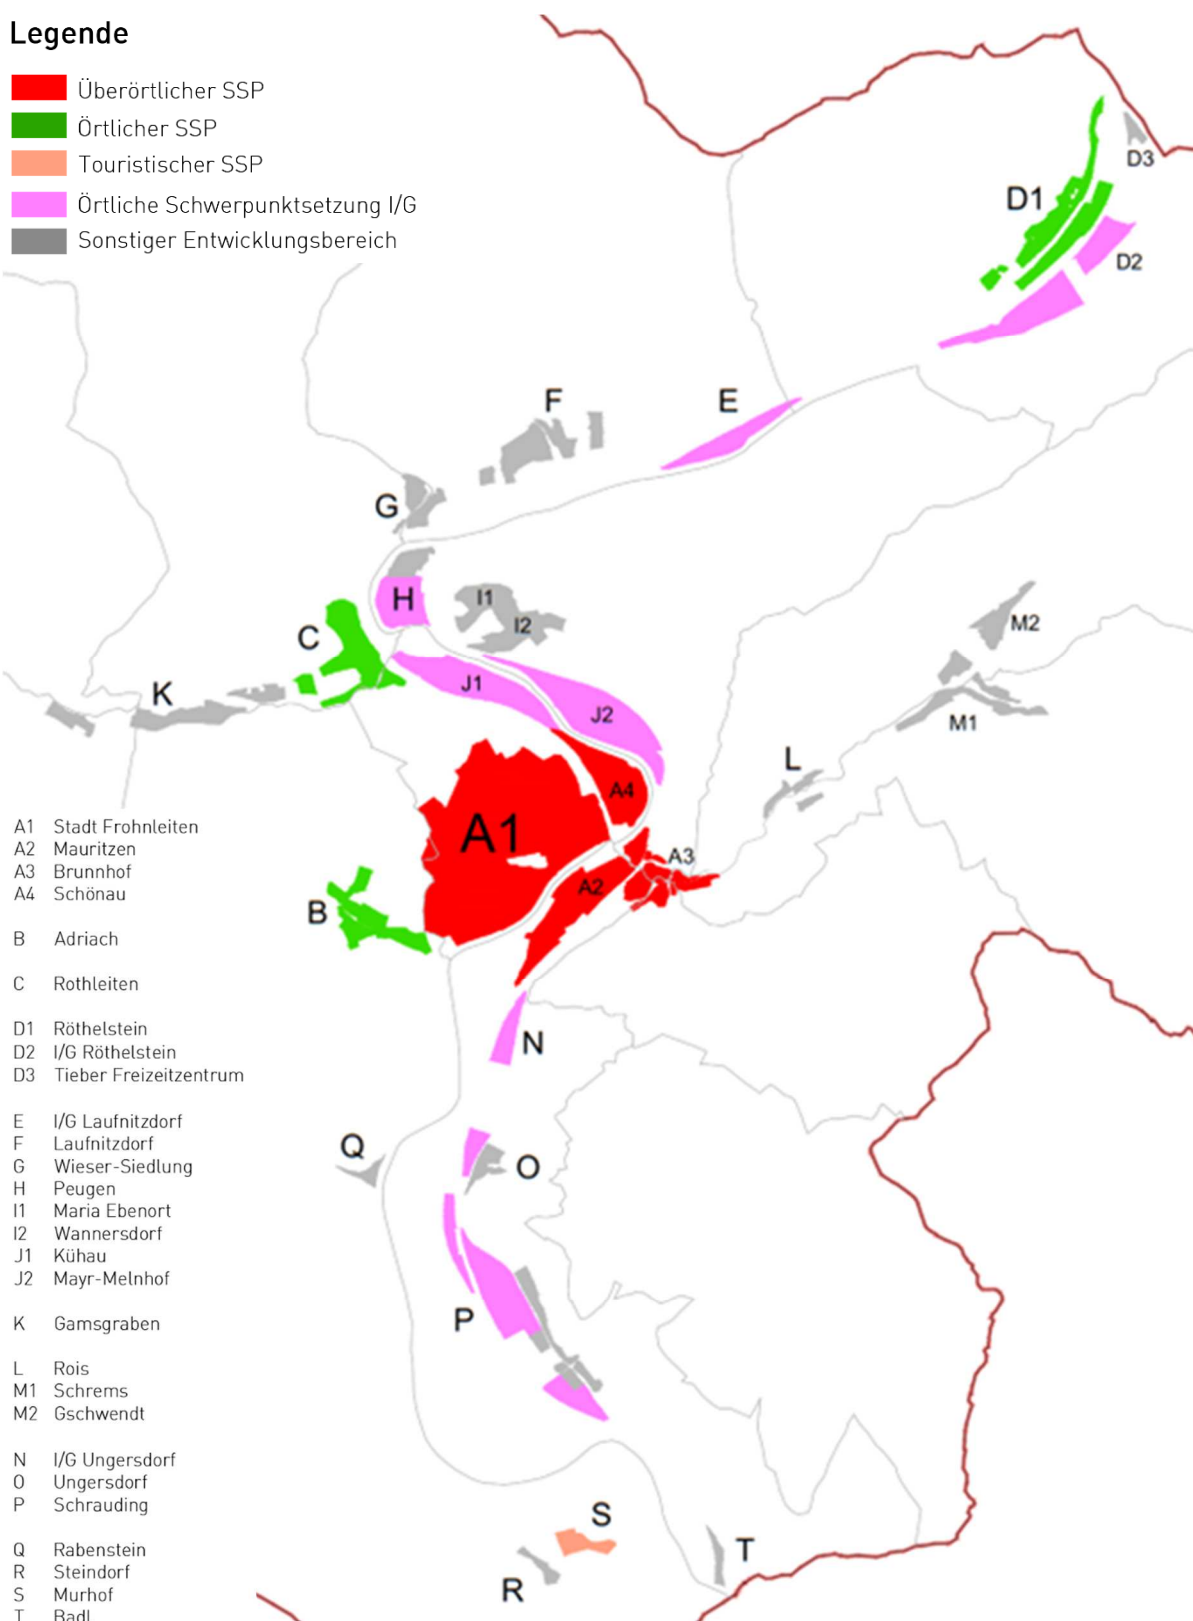 Legende
Überörtlicher SSP
Örtlicher SSP
Touristischer SSP
Örtliche Schwerpunktsetzung I/G
Sonstiger Entwicklungsbereich
D3
D1
D2
F
E
G
H
I1
I2
C
K
J1
J2
M2
M1
L
A1
A4
A3
A2
B
N
Q
O
P
S
T
R
A1 Stadt Frohnleiten
A2 Mauritzen
A3 Brunnhof
A4 Schönau
B Adriach
C Rothleiten
D1 Röthelstein
D2 I/G Röthelstein
D3 Tieber Freizeitzentrum
E I/G Laufnitzdorf
F Laufnitzdorf
G Wieser-Siedlung
H Peugen
I1 Maria Ebenort
I2 Wannersdorf
J1 Kühau
J2 Mayr-Melnhof
K Gamsgraben
L Rois
M1 Schrems
M2 Gschwendt
N I/G Ungersdorf
O Ungersdorf
P Schrauding
Q Rabenstein
R Steindorf
S Murhof
T Badl